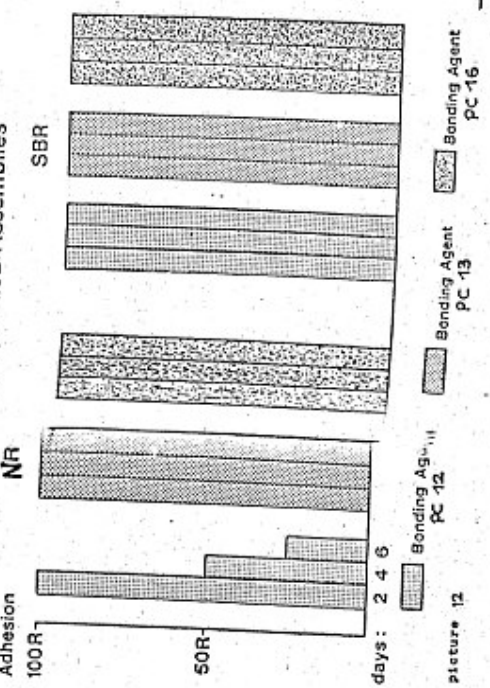 Adhesion
NR
SBR
100R
50R
days: 2 4 6
Bonding Agent
PC 12
Bonding Agent
PC 13
Bonding Agent
PC 16
picture 12